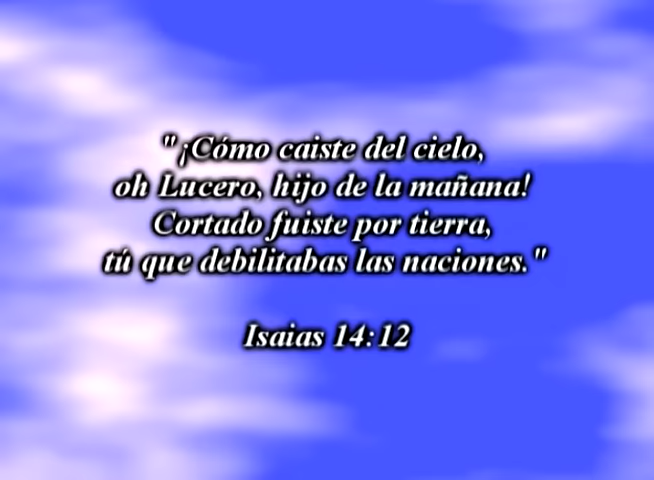 "¡Cómo caiste del cielo,
oh Lucero, hijo de la mañana!
Cortado fuiste por tierra,
tú que debilitabas las naciones."
Isaias 14:12